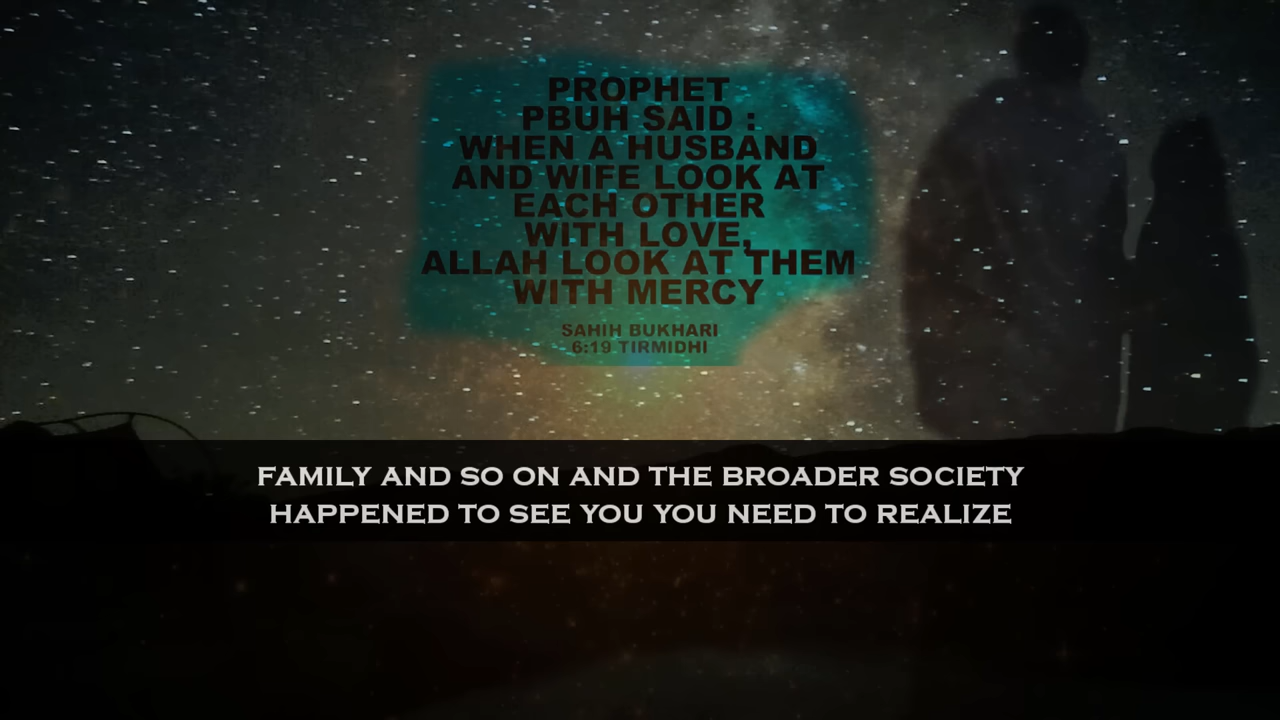 PROPHET
PBUH SAID :
WHEN A HUSBAND
AND WIFE LOOK AT
EACH OTHER
WITH LOVE,
ALLAH LOOK AT THEM
WITH MERCY
SAHIH BUKHARI
6:19 TIRMIDHI
FAMILY AND SO ON AND THE BROADER SOCIETY
HAPPENED TO SEE YOU YOU NEED TO REALIZE